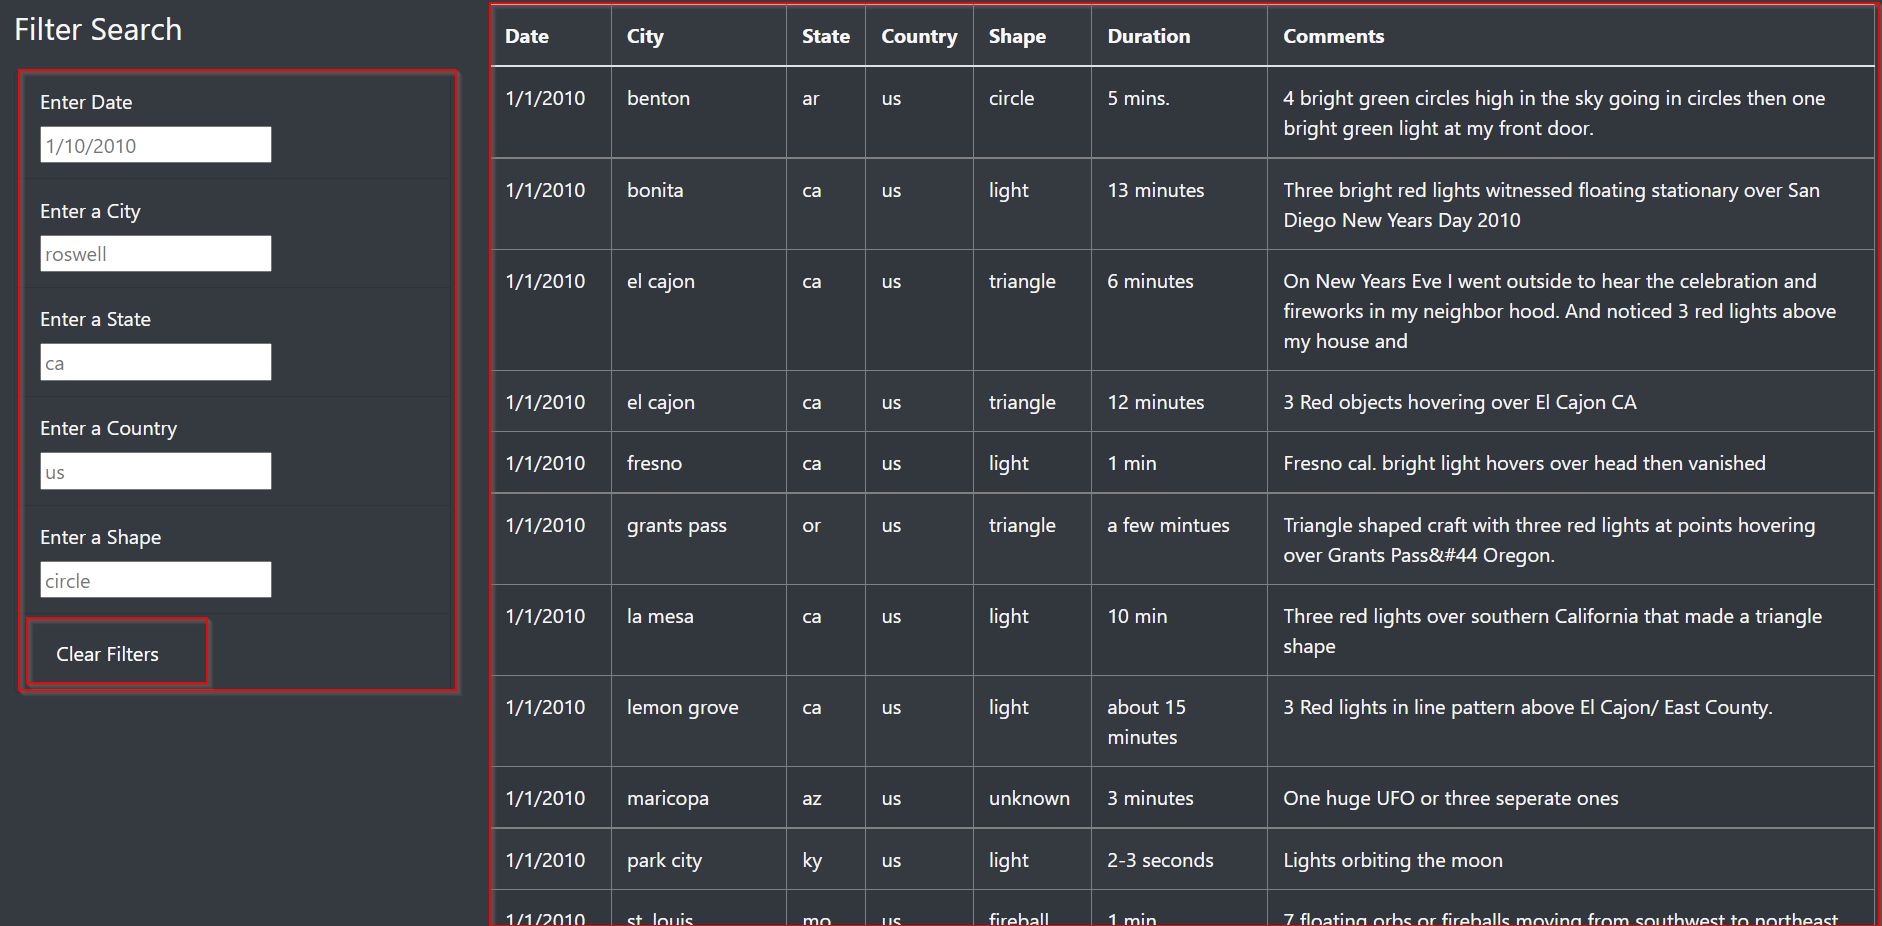 Filter Search
Enter Date
1/10/2010
Enter a City
roswell
Enter a State
ca
Enter a Country
us
Enter a Shape
circle
Clear Filters
Date City State Country Shape Duration Comments
1/1/2010 benton ar us circle 5 mins. 4 bright green circles high in the sky going in circles then one
bright green light at my front door.
1/1/2010 bonita ca us light 13 minutes Three bright red lights witnessed floating stationary over San
Diego New Years Day 2010
1/1/2010 el cajon ca us triangle 6 minutes On New Years Eve I went outside to hear the celebration and
fireworks in my neighbor hood. And noticed 3 red lights above
my house and
1/1/2010 el cajon ca us triangle 12 minutes 3 Red objects hovering over El Cajon CA
1/1/2010 fresno ca us light 1 min Fresno cal. bright light hovers over head then vanished
1/1/2010 grants pass or us triangle a few mintues Triangle shaped craft with three red lights at points hovering
over Grants Pass&#44 Oregon.
1/1/2010 la mesa ca us light 10 min Three red lights over southern California that made a triangle
shape
1/1/2010 lemon grove ca us light about 15 3 Red lights in line pattern above El Cajon/ East County.
minutes
1/1/2010 maricopa az us unknown 3 minutes One huge UFO or three seperate ones
1/1/2010 park city ky us light 2-3 seconds Lights orbiting the moon
1/1/2010 st. louis mo us fireball 1 min 7 floating orbs or fireballs moving from southwest to northeast